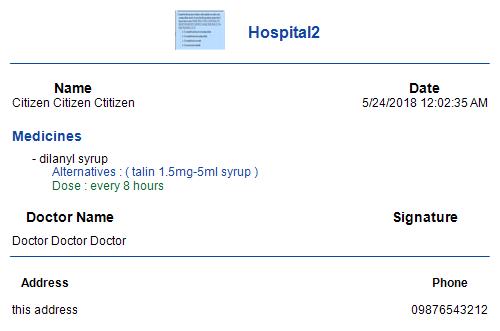 Hospital2
Name Date
Citizen Citizen Ctitizen 5/24/2018 12:02:35 AM
Medicines
- dilanyl syrup
Alternatives : ( talin 1.5mg-5ml syrup )
Dose : every 8 hours
Doctor Name Signature
Doctor Doctor Doctor
Address Phone
this address 09876543212